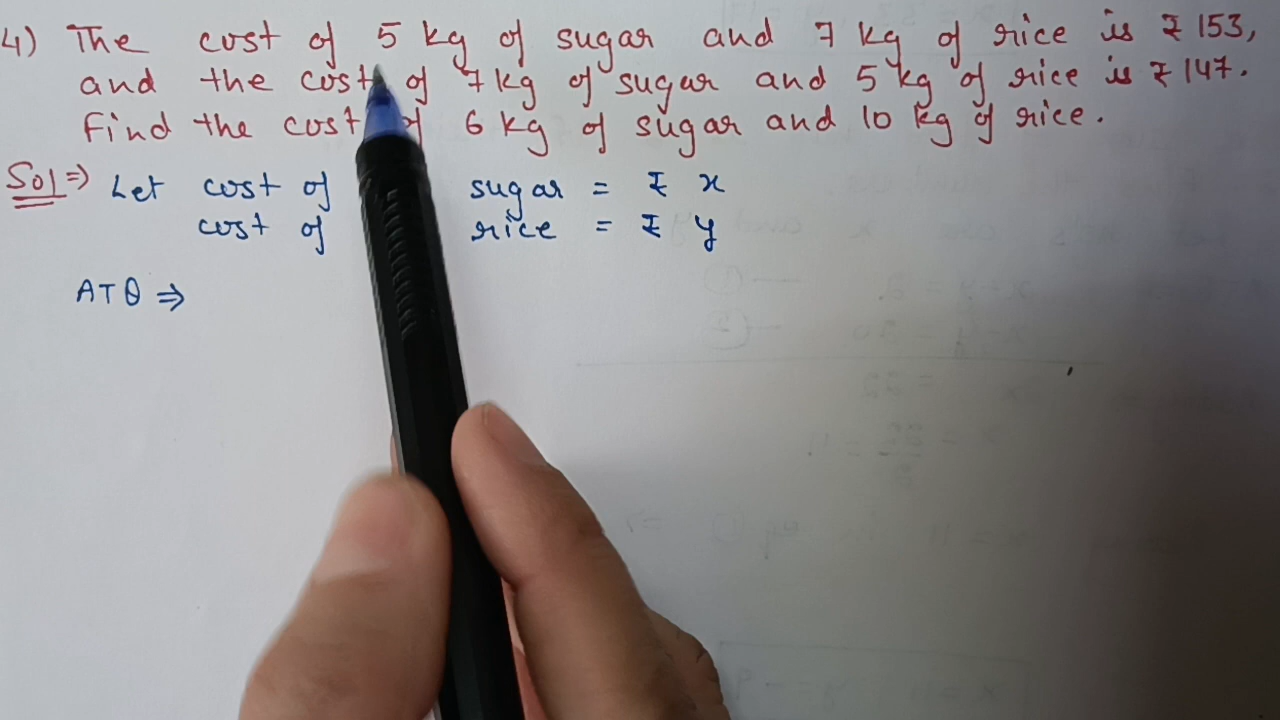 4) The cost of 5 kg of sugar and 7 kg of rice is ₹ 153,
and the cost of 7 kg of sugar and 5 kg of rice is ₹ 147.
Find the cost of 6 kg of sugar and 10 kg of rice.
Sol ⇒ Let cost of sugar = ₹ x
cost of rice = ₹ y
ATQ ⇒